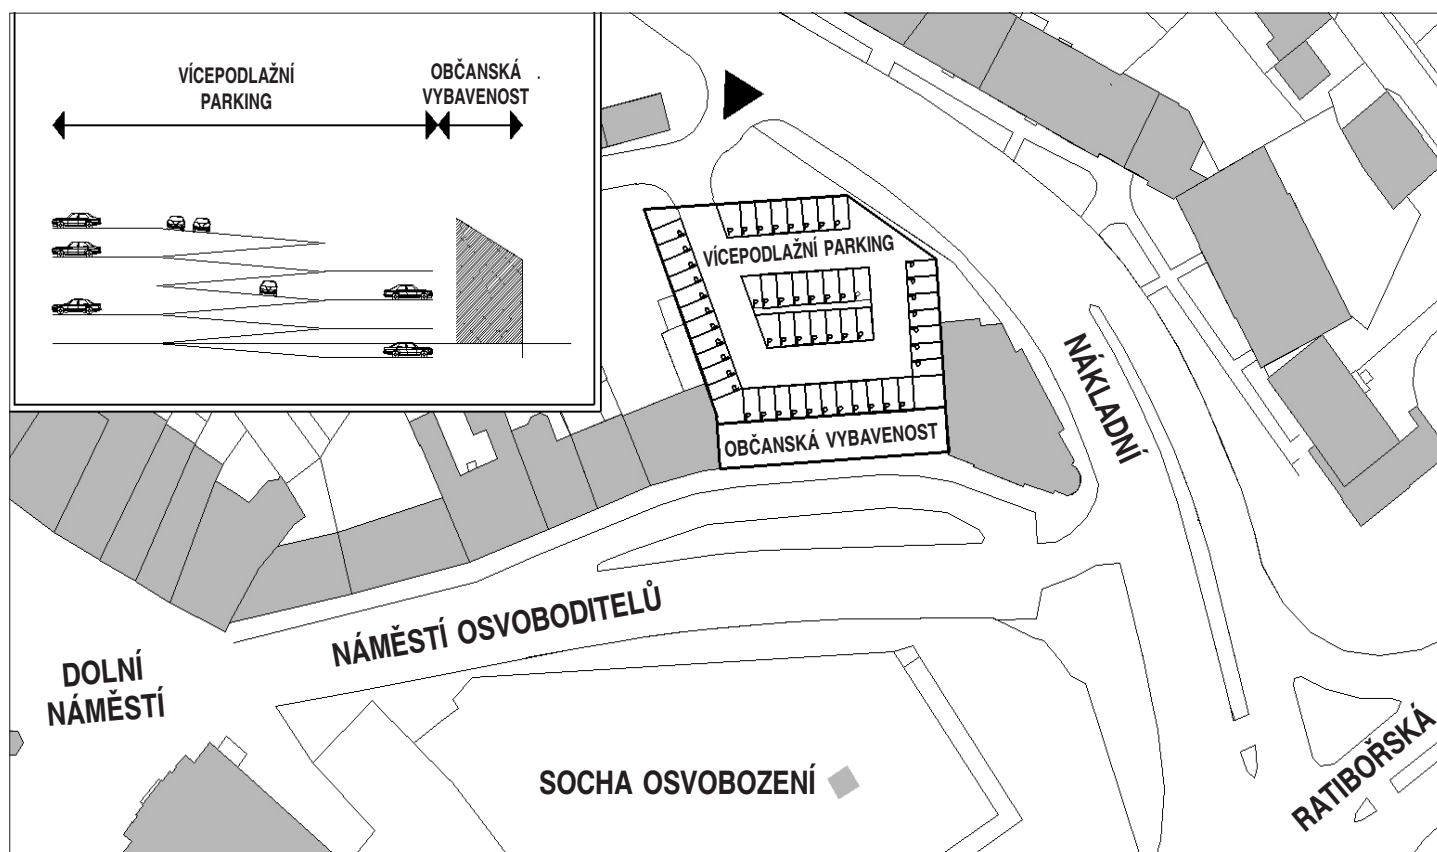 VÍCEPODLAŽNÍ
PARKING
OBČANSKÁ
VYBAVENOST
VÍCEPODLAŽNÍ PARKING
OBČANSKÁ VYBAVENOST
NÁKLADNÍ
NÁMĚSTÍ OSVOBODITELŮ
DOLNÍ
NÁMĚSTÍ
SOCHA OSVOBOZENÍ
RATIBOŘSKÁ